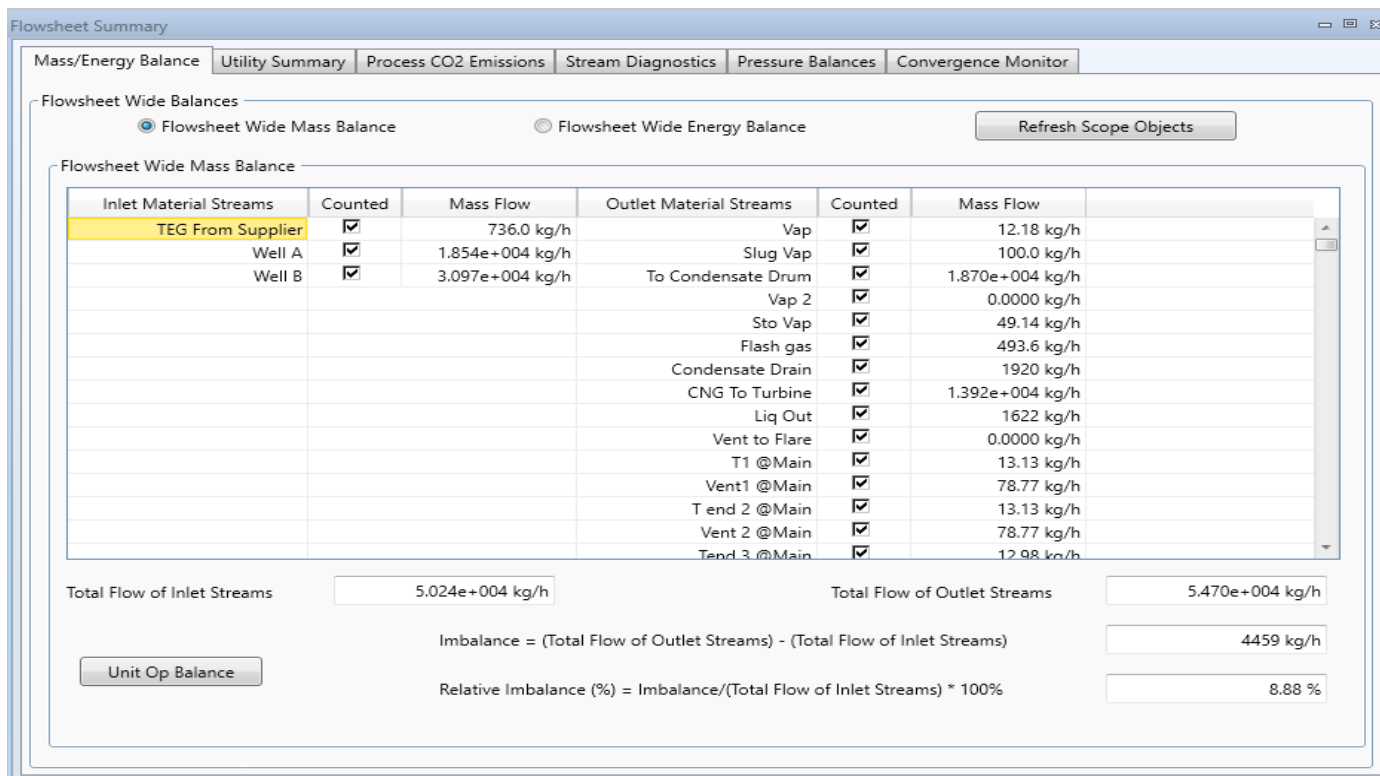 Flowsheet Summary
Mass/Energy Balance Utility Summary Process CO2 Emissions Stream Diagnostics Pressure Balances Convergence Monitor
Flowsheet Wide Balances
Flowsheet Wide Mass Balance Flowsheet Wide Energy Balance Refresh Scope Objects
Flowsheet Wide Mass Balance
Inlet Material Streams Counted Mass Flow Outlet Material Streams Counted Mass Flow
TEG From Supplier 736.0 kg/h Vap 12.18 kg/h
Well A 1.854e+004 kg/h Slug Vap 100.0 kg/h
Well B 3.097e+004 kg/h To Condensate Drum 1.870e+004 kg/h
Vap 2 0.0000 kg/h
Sto Vap 49.14 kg/h
Flash gas 493.6 kg/h
Condensate Drain 1920 kg/h
CNG To Turbine 1.392e+004 kg/h
Liq Out 1622 kg/h
Vent to Flare 0.0000 kg/h
T1 @Main 13.13 kg/h
Vent1 @Main 78.77 kg/h
T end 2 @Main 13.13 kg/h
Vent 2 @Main 78.77 kg/h
Tend 3 @Main 12.98 kg/h
Total Flow of Inlet Streams 5.024e+004 kg/h Total Flow of Outlet Streams 5.470e+004 kg/h
Imbalance = (Total Flow of Outlet Streams) - (Total Flow of Inlet Streams) 4459 kg/h
Unit Op Balance
Relative Imbalance (%) = Imbalance/(Total Flow of Inlet Streams) * 100% 8.88 %